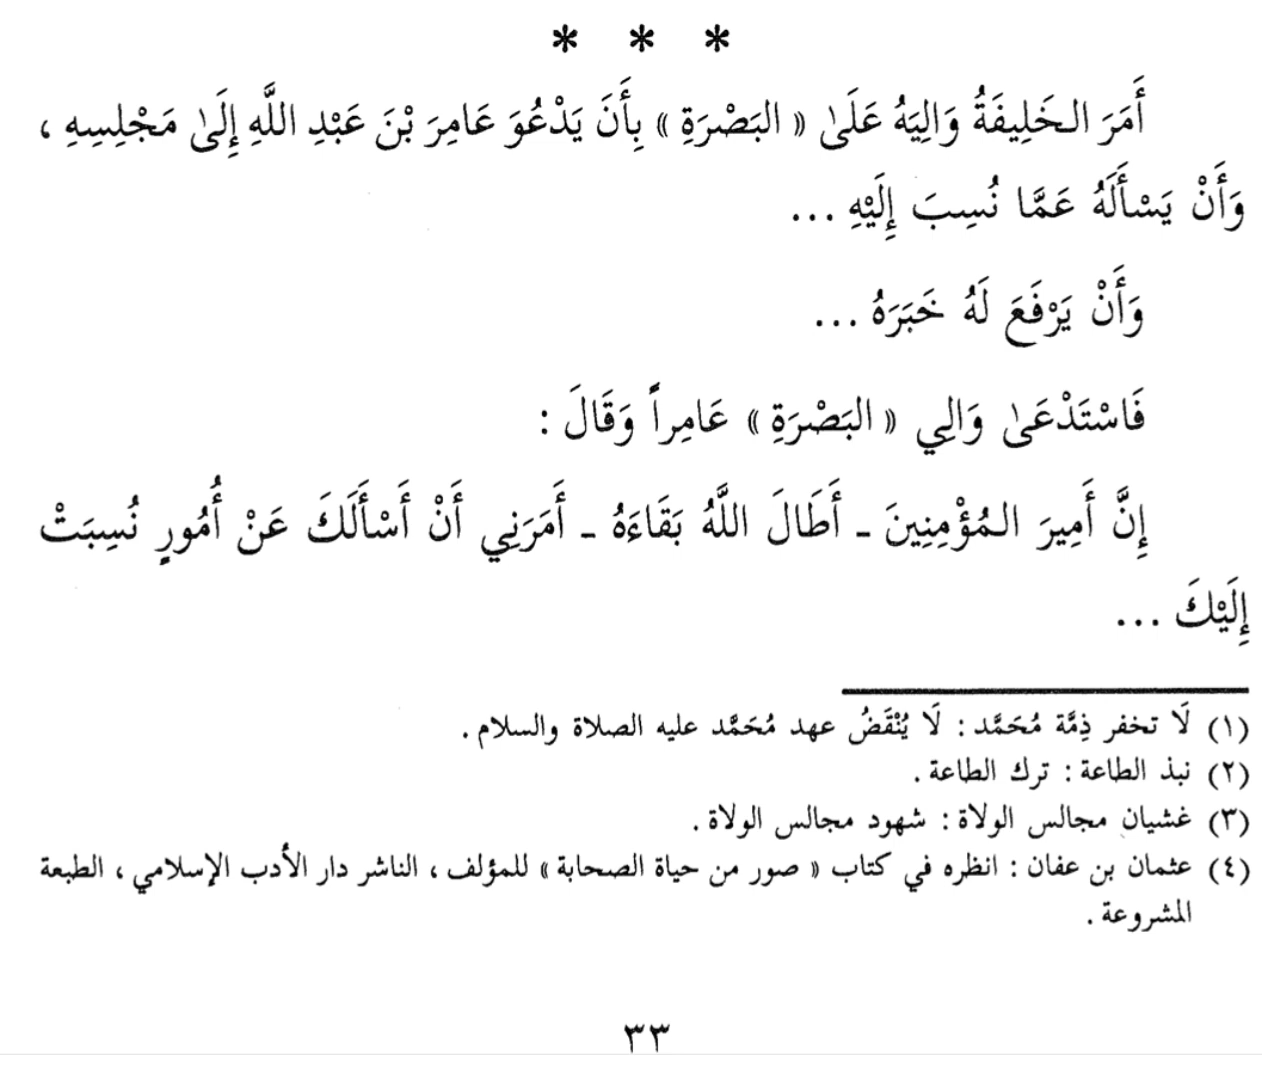 * * *
أَمَرَ الخَلِيفَةُ وَالِيَهُ عَلَىٰ « البَصْرَةِ » بِأَنَ يَدْعُوَ عَامِرَ بْنَ عَبْدِ اللَّهِ إِلَىٰ مَجْلِسِهِ ،
وَأَنْ يَسْأَلَهُ عَمَّا نُسِبَ إِلَيْهِ ...
وَأَنْ يَرْفَعَ لَهُ خَبَرَهُ ...
فَاسْتَدْعَىٰ وَالِي « البَصْرَةِ » عَامِراً وَقَالَ :
إِنَّ أَمِيرَ المُؤْمِنِينَ ـ أَطَالَ اللَّهُ بَقَاءَهُ ـ أَمَرَنِي أَنْ أَسْأَلَكَ عَنْ أُمُورٍ نُسِبَتْ
إِلَيْكَ ...
(١) لَا تخفر ذِمَّة مُحَمَّد : لَا يُنْقَضُ عهد مُحَمَّد عليه الصلاة والسلام .
(٢) نبذ الطاعة : ترك الطاعة .
(٣) غشيان مجالس الولاة : شهود مجالس الولاة .
(٤) عثمان بن عفان : انظره في كتاب « صور من حياة الصحابة » للمؤلف ، الناشر دار الأدب الإسلامي ، الطبعة
المشروعة .
٣٣